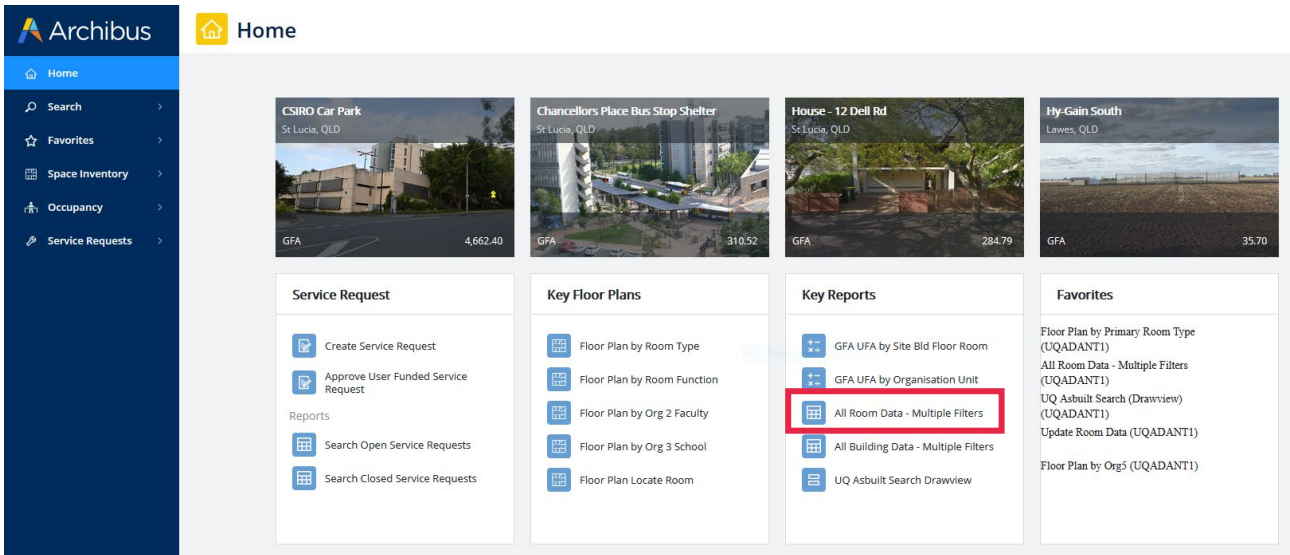 Archibus
Home
Home
Search
Favorites
Space Inventory
Occupancy
Service Requests
CSIRO Car Park
St Lucia, QLD
GFA 4,662.40
Chancellors Place Bus Stop Shelter
St Lucia, QLD
GFA 310.52
House - 12 Dell Rd
St Lucia, QLD
GFA 284.79
Hy-Gain South
Lawes, QLD
GFA 35.70
Service Request
Create Service Request
Approve User Funded Service
Request
Reports
Search Open Service Requests
Search Closed Service Requests
Key Floor Plans
Floor Plan by Room Type
Floor Plan by Room Function
Floor Plan by Org 2 Faculty
Floor Plan by Org 3 School
Floor Plan Locate Room
Key Reports
GFA UFA by Site Bld Floor Room
GFA UFA by Organisation Unit
All Room Data - Multiple Filters
All Building Data - Multiple Filters
UQ Asbuilt Search Drawview
Favorites
Floor Plan by Primary Room Type
(UQADANT1)
All Room Data - Multiple Filters
(UQADANT1)
UQ Asbuilt Search (Drawview)
(UQADANT1)
Update Room Data (UQADANT1)
Floor Plan by Org5 (UQADANT1)